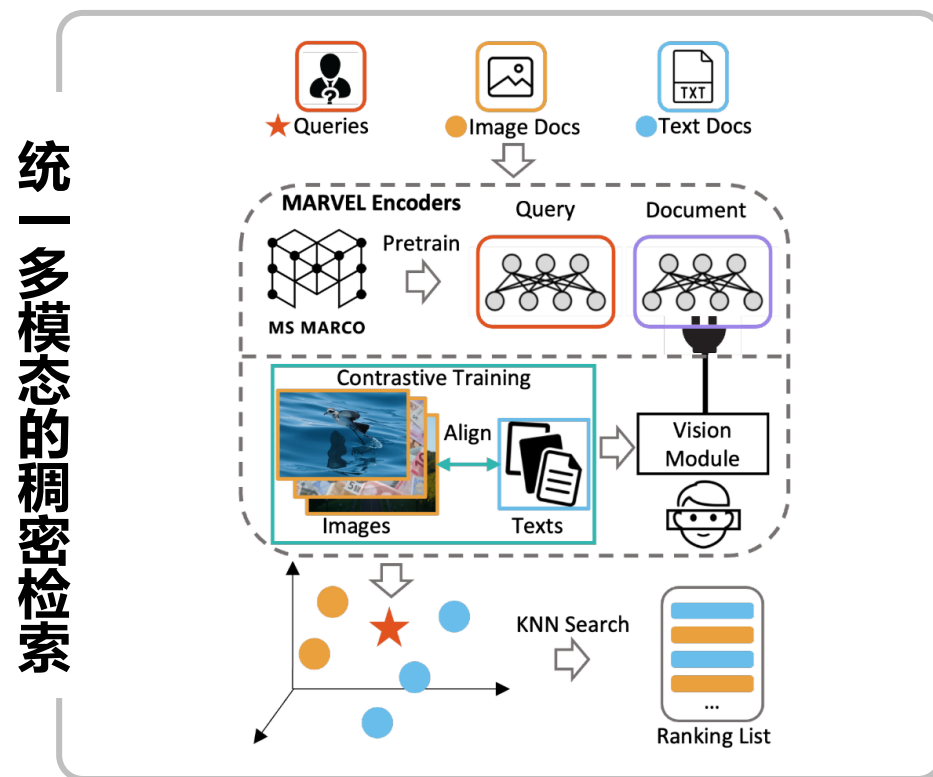 统一多模态的稠密检索
TXT
Queries
Image Docs
Text Docs
MARVEL Encoders
Query
Document
Pretrain
MS MARCO
Contrastive Training
Align
Images
Texts
Vision
Module
KNN Search
...
Ranking List